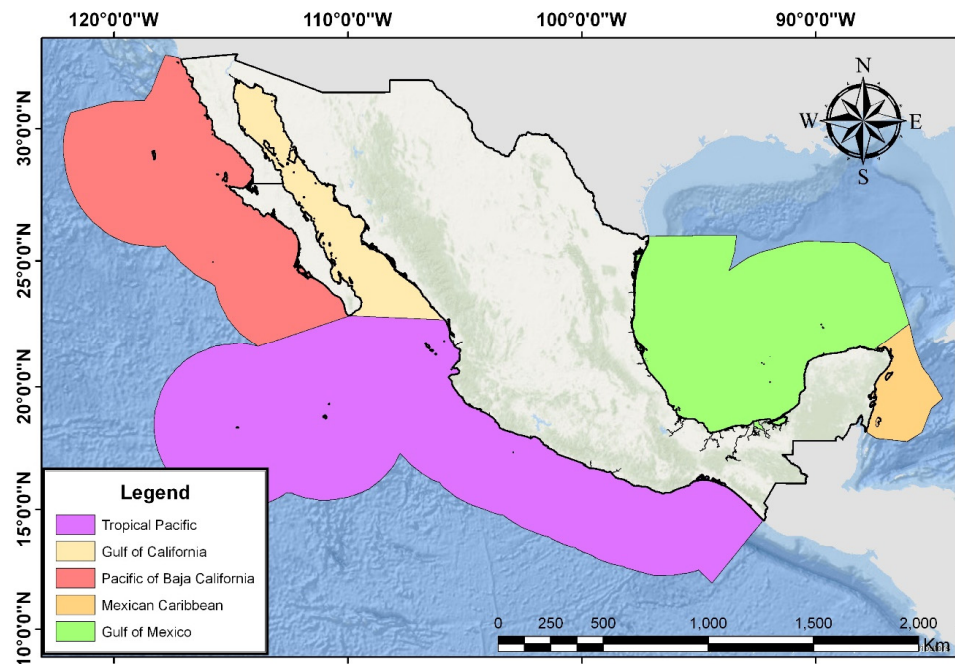 120°0'0"W 110°0'0"W 100°0'0"W 90°0'0"W
N
W E
S
30°0'0"N
25°0'0"N
20°0'0"N
15°0'0"N
10°0'0"N
Legend
Tropical Pacific
Gulf of California
Pacific of Baja California
Mexican Caribbean
Gulf of Mexico
0 250 500 1,000 1,500 2,000
Km